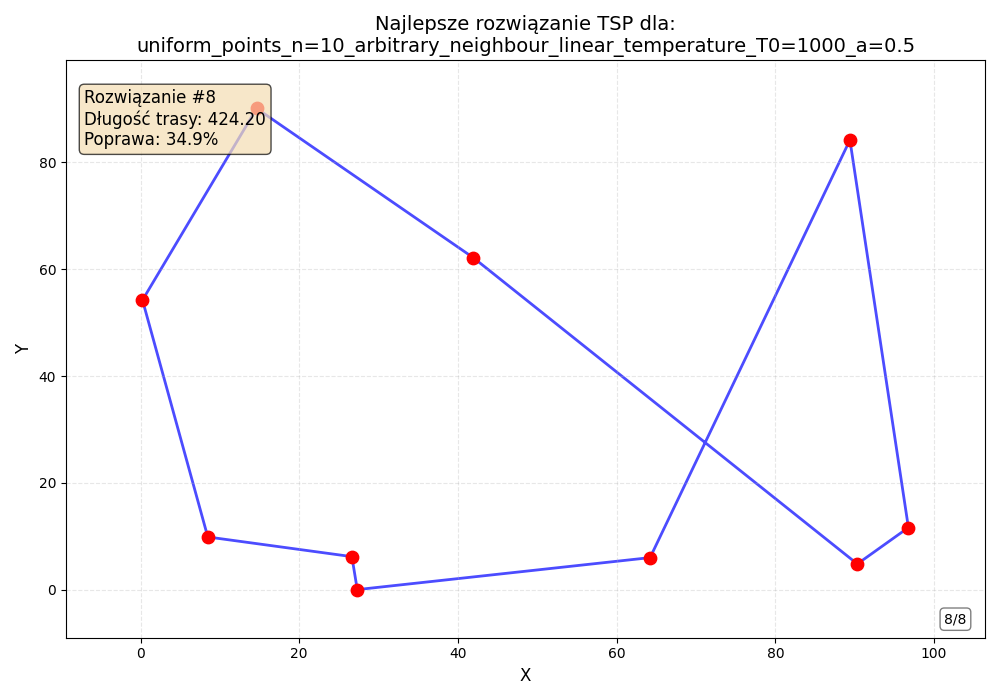 Najlepsze rozwiązanie TSP dla:
uniform_points_n=10_arbitrary_neighbour_linear_temperature_T0=1000_a=0.5
Rozwiązanie #8
Długość trasy: 424.20
Poprawa: 34.9%
80
60
40
20
0
Y
8/8
0 20 40 60 80 100
X